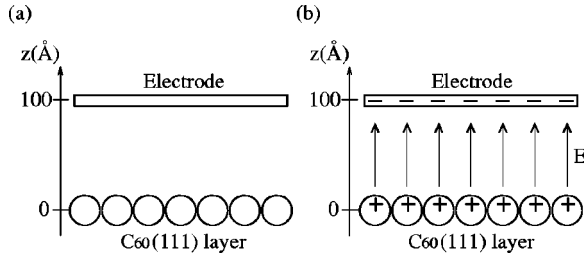 (a)
z(Å)
Electrode
100
0
C60(111) layer
(b)
z(Å)
Electrode
100
E
0
+ + + + + + +
C60(111) layer